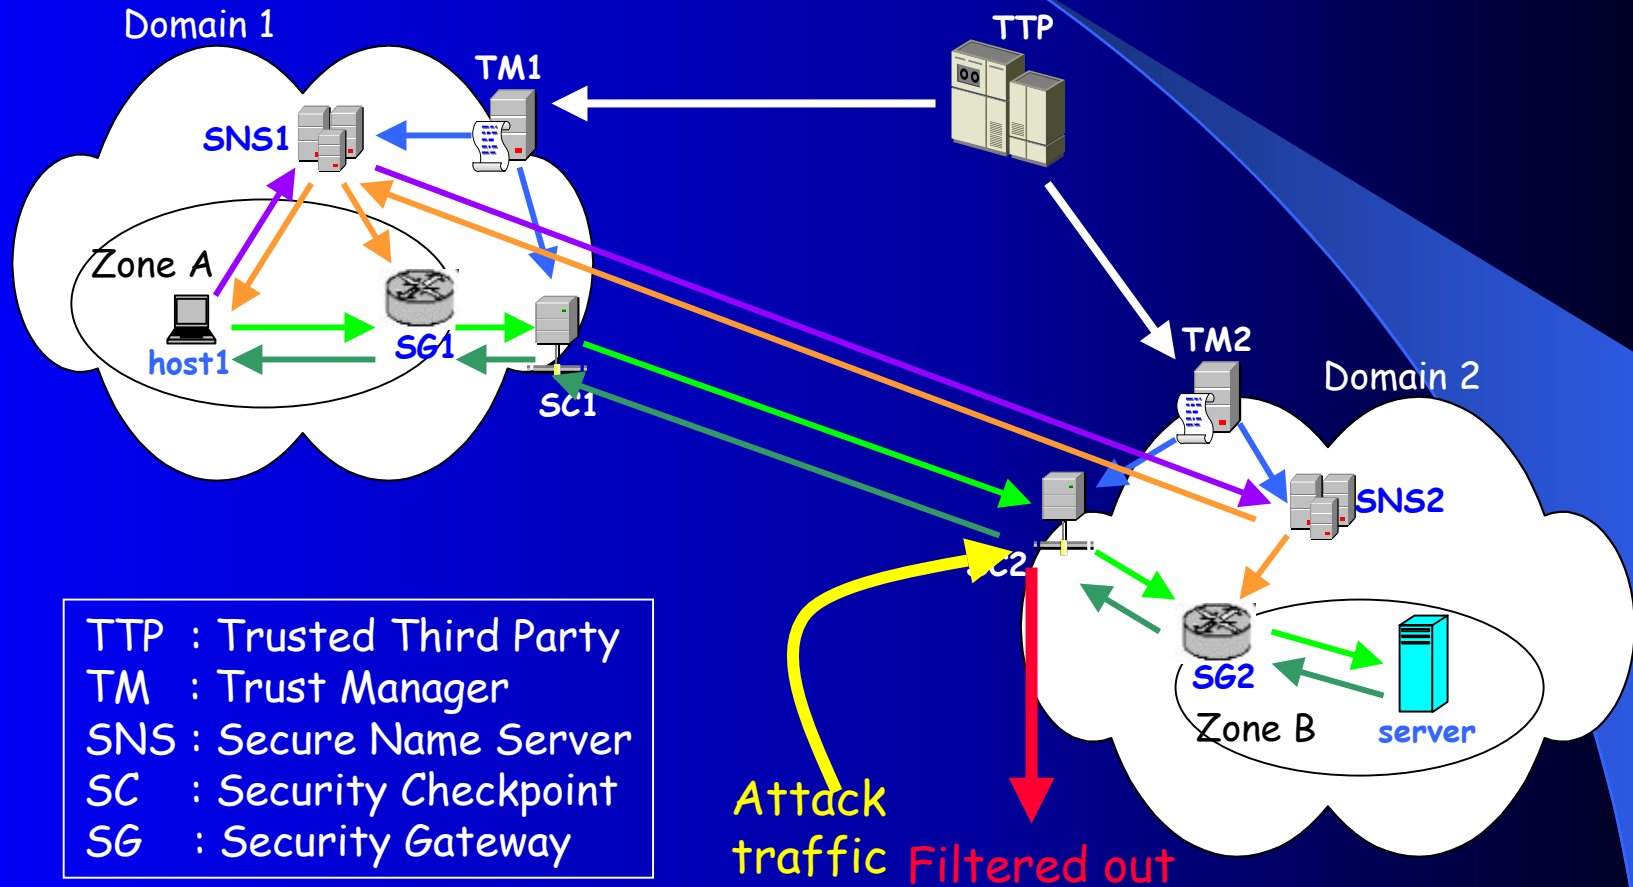 Domain 1
TTP
TM1
SNS1
Zone A
host1
SG1
SC1
TM2
Domain 2
SNS2
SC2
SG2
Zone B
server
TTP : Trusted Third Party
TM : Trust Manager
SNS : Secure Name Server
SC : Security Checkpoint
SG : Security Gateway
Attack
traffic
Filtered out